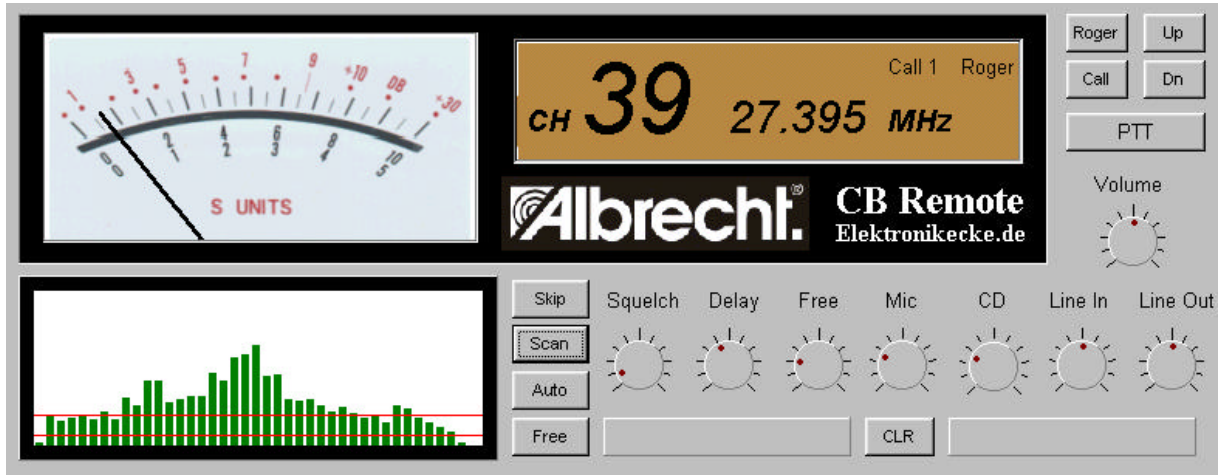 1 3 5 7 9 +10 DB +30
0 2 4 6 8 10
0 1 2 3 4 5
S UNITS
Call 1 Roger
CH 39 27.395 MHz
Albrecht.®
CB Remote
Elektronikecke.de
Roger Up
Call Dn
PTT
Volume
Skip
Scan
Auto
Free
Squelch Delay Free Mic CD Line In Line Out
CLR